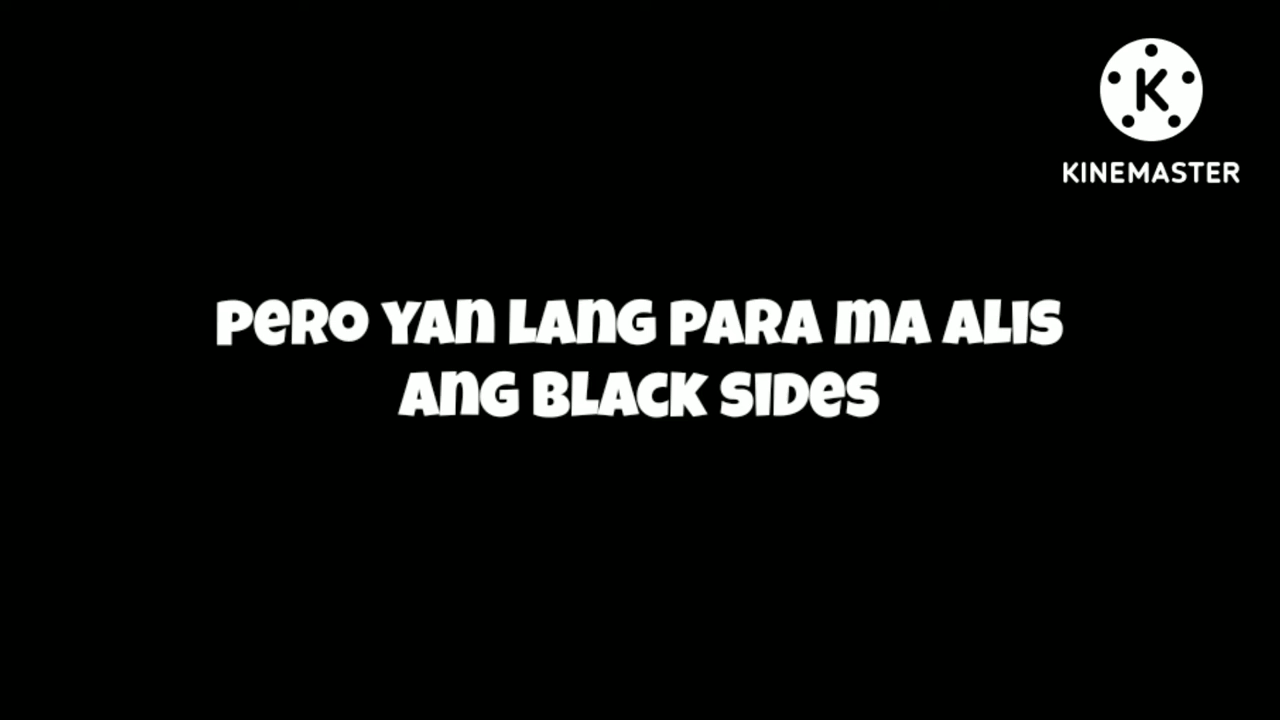 K
KINEMASTER
PERO YAN LANG PARA MA ALIS
ANG BLACK SIDES